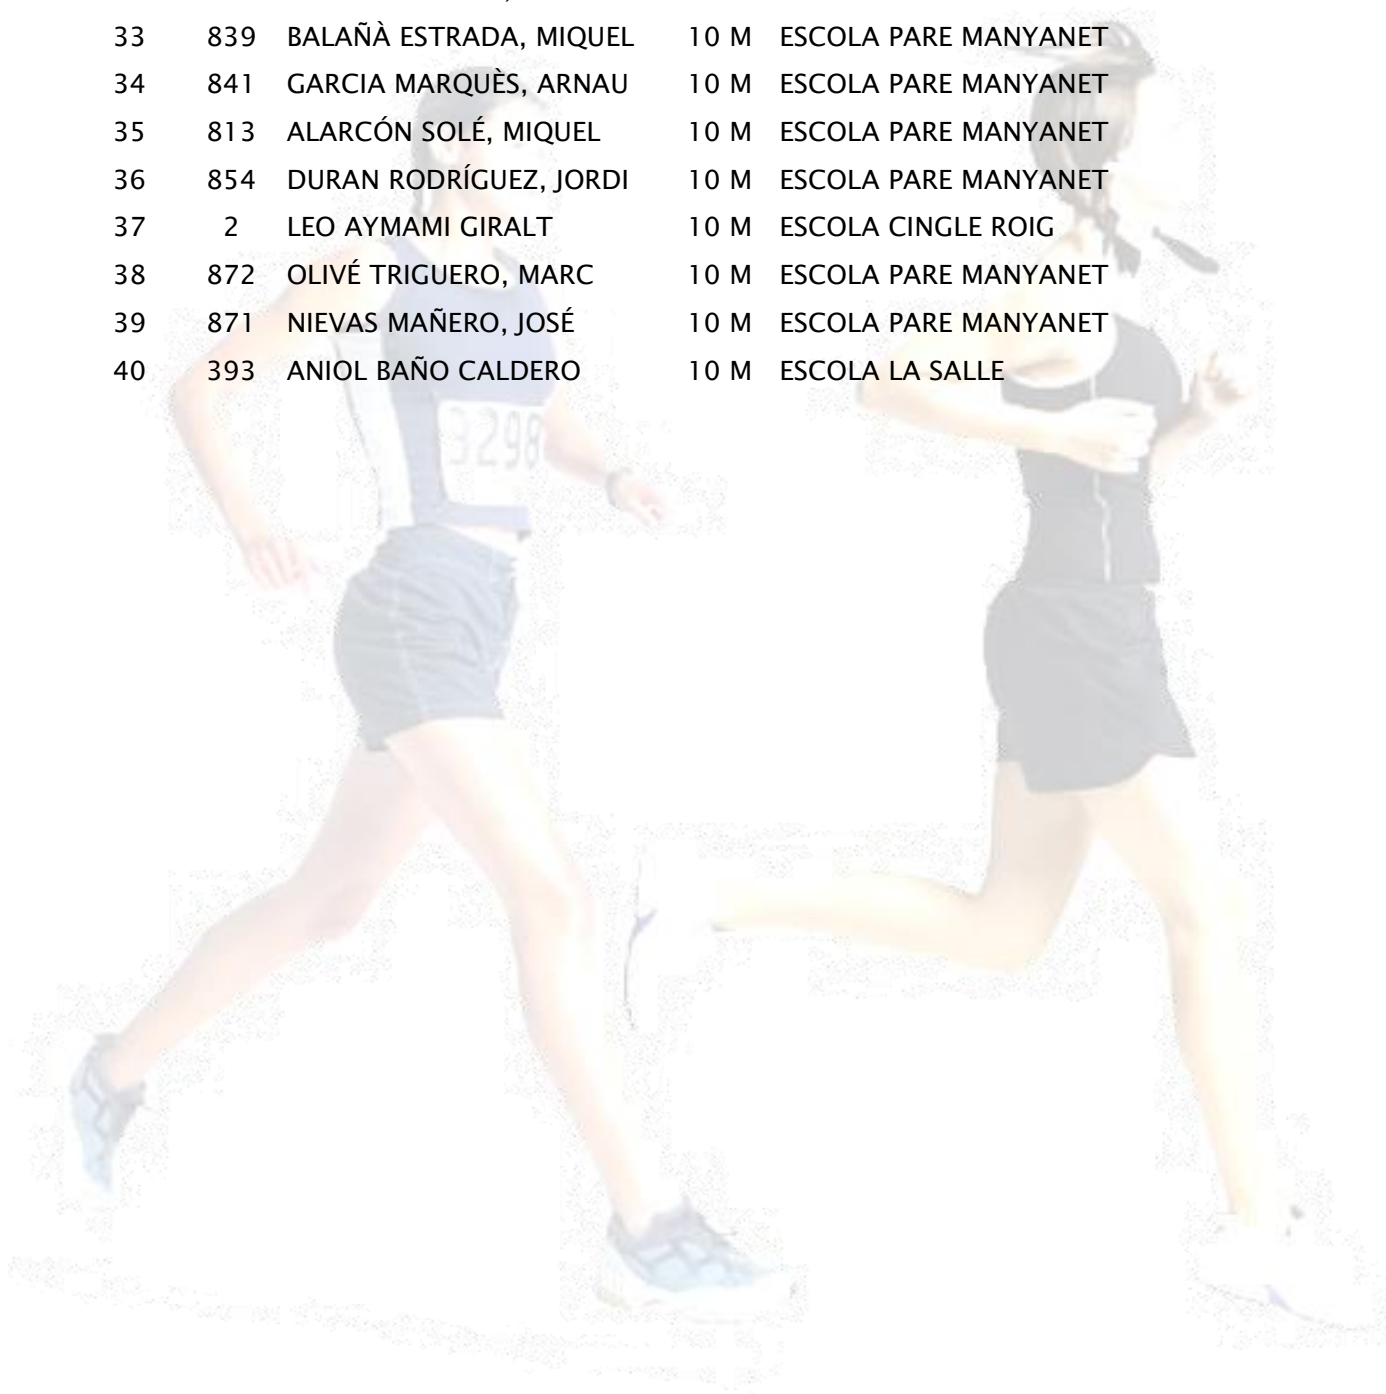 33 839 BALAÑÀ ESTRADA, MIQUEL 10 M ESCOLA PARE MANYANET
34 841 GARCIA MARQUÈS, ARNAU 10 M ESCOLA PARE MANYANET
35 813 ALARCÓN SOLÉ, MIQUEL 10 M ESCOLA PARE MANYANET
36 854 DURAN RODRÍGUEZ, JORDI 10 M ESCOLA PARE MANYANET
37 2 LEO AYMAMI GIRALT 10 M ESCOLA CINGLE ROIG
38 872 OLIVÉ TRIGUERO, MARC 10 M ESCOLA PARE MANYANET
39 871 NIEVAS MAÑERO, JOSÉ 10 M ESCOLA PARE MANYANET
40 393 ANIOL BAÑO CALDERO 10 M ESCOLA LA SALLE
3298